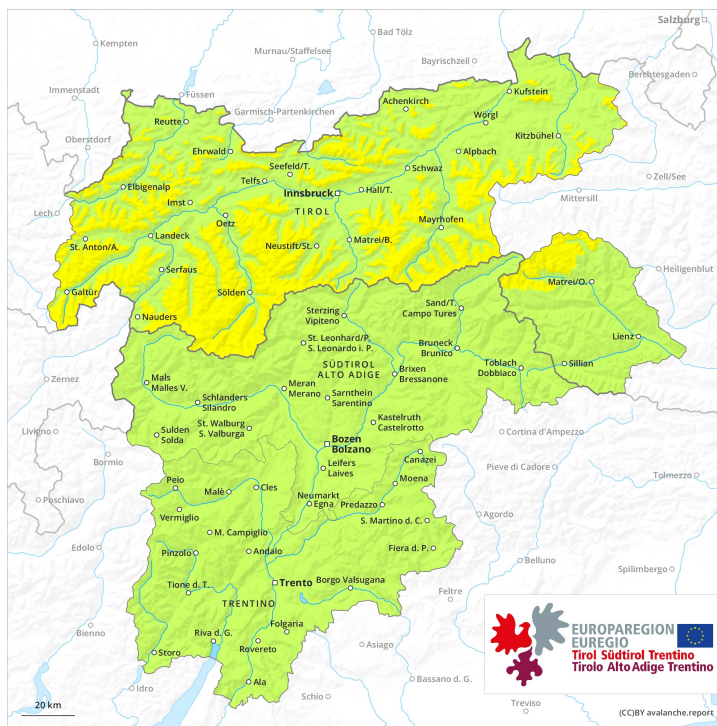 Salzburg
Kempten
Bad Tölz
Murnau/Staffelsee
Bayrischzell
Berchtesgaden
Immenstadt
Füssen
Garmisch-Partenkirchen
Achenkirch
Kufstein
Reutte
Wörgl
Oberstdorf
Ehrwald
Kitzbühel
Seefeld/T.
Alpbach
Telfs
Schwaz
Zell/See
Elbigenalp
Innsbruck
Hall/T.
Mittersill
Imst
TIROL
Lech
Oetz
Mayrhofen
St. Anton/A.
Landeck
Neustift/St.
Matrei/B.
Heiligenblut
Serfaus
Matrei/O.
Galtür
Sölden
Nauders
Sterzing
Vipiteno
Sand/T.
Campo Tures
Lienz
St. Leonhard/P.
S. Leonardo i. P.
Bruneck
Brunico
Toblach
Dobbiaco
Sillian
SÜDTIROL
ALTO ADIGE
Brixen
Bressanone
Zernez
Mals
Malles V.
Meran
Merano
Sarnthein
Sarentino
Schlanders
Silandro
Kastelruth
Castelrotto
St. Walburg
S. Valburga
Livigno
Sulden
Solda
Cortina d'Ampezzo
Bozen
Bolzano
Bormio
Canazei
Pieve di Cadore
Leifers
Laives
Tolmezzo
Poschiavo
Peio
Malè
Cles
Moena
Neumarkt
Egna
Predazzo
Vermiglio
Agordo
S. Martino d. C.
M. Campiglio
Edolo
Pinzolo
Andalo
Fiera d. P.
Belluno
Spilimbergo
Tione d. T.
Trento
Borgo Valsugana
Feltre
TRENTINO
Bienno
Folgaria
Riva d. G.
Rovereto
Asiago
Storo
Bassano d. G.
Idro
Ala
Schio
Treviso
EUROPAREGION
EUREGIO
Tirol Südtirol Trentino
Tirolo Alto Adige Trentino
20 km
(CC)BY avalanche.report